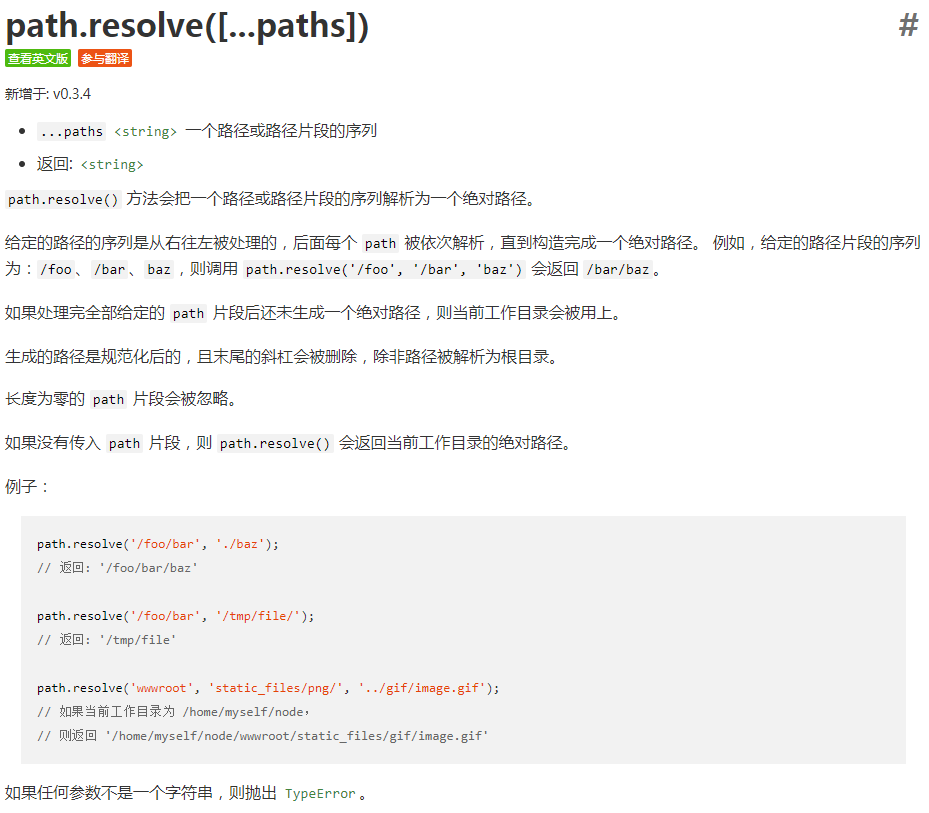 path.resolve([...paths])
#
查看英文版 参与翻译
新增于: v0.3.4
...paths <string> 一个路径或路径片段的序列
返回: <string>
path.resolve() 方法会把一个路径或路径片段的序列解析为一个绝对路径。
给定的路径的序列是从右往左被处理的，后面每个 path 被依次解析，直到构造完成一个绝对路径。 例如，给定的路径片段的序列
为：/foo、/bar、baz，则调用 path.resolve('/foo', '/bar', 'baz') 会返回 /bar/baz。
如果处理完全部给定的 path 片段后还未生成一个绝对路径，则当前工作目录会被用上。
生成的路径是规范化后的，且末尾的斜杠会被删除，除非路径被解析为根目录。
长度为零的 path 片段会被忽略。
如果没有传入 path 片段，则 path.resolve() 会返回当前工作目录的绝对路径。
例子：
path.resolve('/foo/bar', './baz');
// 返回: '/foo/bar/baz'
path.resolve('/foo/bar', '/tmp/file/');
// 返回: '/tmp/file'
path.resolve('wwwroot', 'static_files/png/', '../gif/image.gif');
// 如果当前工作目录为 /home/myself/node，
// 则返回 '/home/myself/node/wwwroot/static_files/gif/image.gif'
如果任何参数不是一个字符串，则抛出 TypeError。